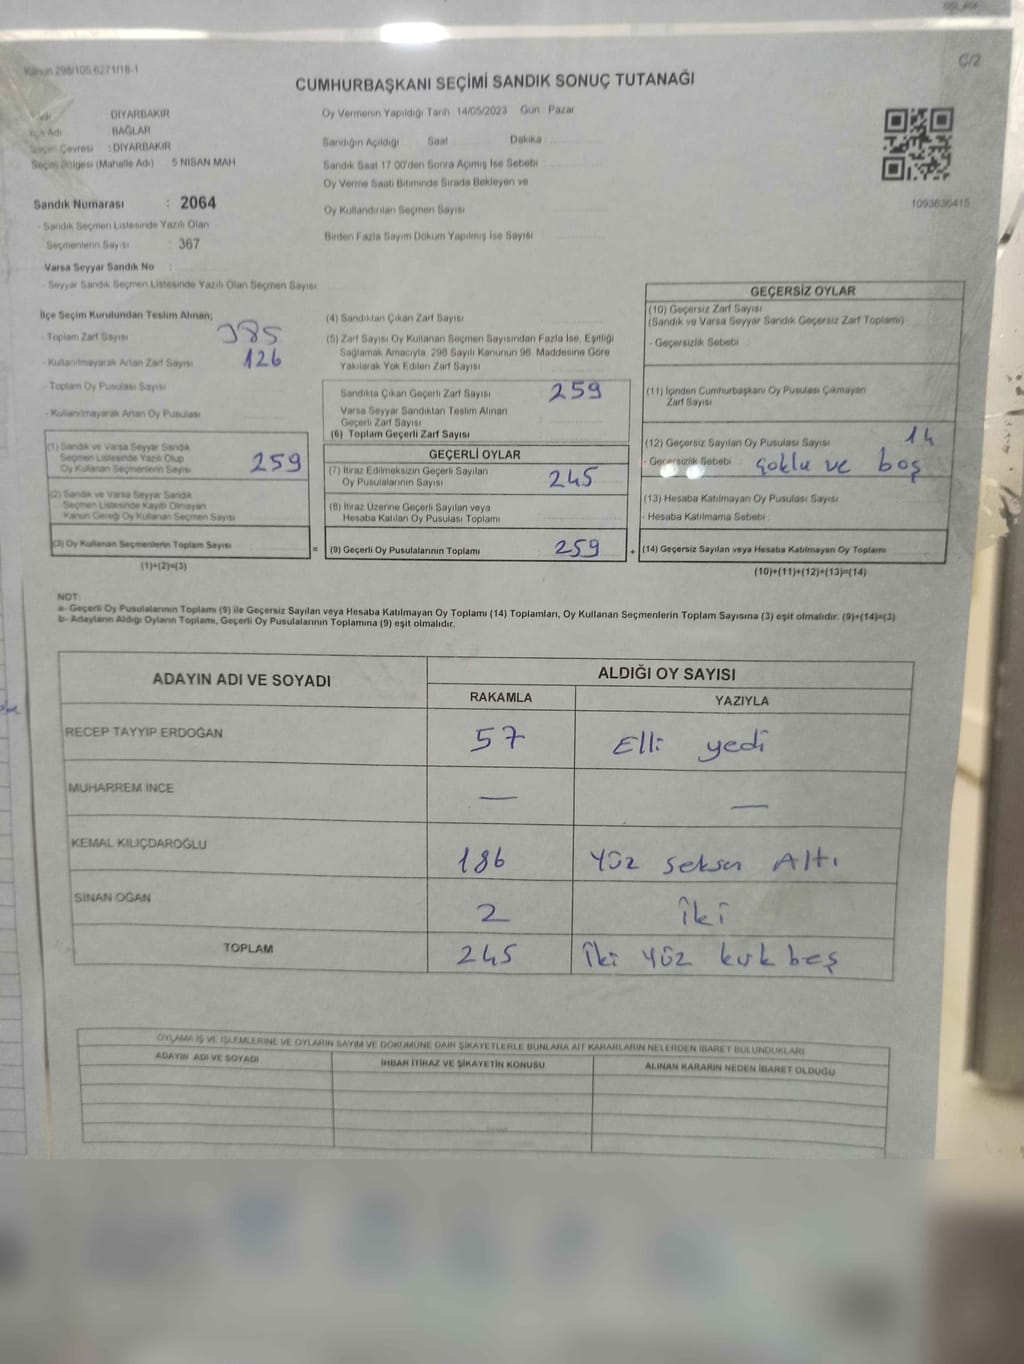 Kanun 298/105,6271/18-1
C/2
CUMHURBAŞKANI SEÇİMİ SANDIK SONUÇ TUTANAĞI
DİYARBAKIR
İlçe Adı BAĞLAR
Seçim Çevresi : DİYARBAKIR
Seçim Bölgesi (Mahalle Adı) : 5 NİSAN MAH
Sandık Numarası : 2064
- Sandık Seçmen Listesinde Yazılı Olan
Seçmenlerin Sayısı : 367
Varsa Seyyar Sandık No :
- Seyyar Sandık Seçmen Listesinde Yazılı Olan Seçmen Sayısı:
Oy Vermenin Yapıldığı Tarih 14/05/2023 Gün : Pazar
Sandığın Açıldığı Saat Dakika
Sandık Saat 17.00'den Sonra Açılmış İse Sebebi :
Oy Verme Saati Bitiminde Sırada Bekleyen ve
Oy Kullandırılan Seçmen Sayısı
Birden Fazla Sayım Döküm Yapılmış İse Sayısı
1093636415
İlçe Seçim Kurulundan Teslim Alınan;
- Toplam Zarf Sayısı 385
- Kullanılmayarak Artan Zarf Sayısı 126
- Toplam Oy Pusulası Sayısı
- Kullanılmayarak Artan Oy Pusulası
(1) Sandık ve Varsa Seyyar Sandık
Seçmen Listesinde Yazılı Olup
Oy Kullanan Seçmenlerin Sayısı 259
(2) Sandık ve Varsa Seyyar Sandık
Seçmen Listesinde Kayıtlı Olmayan
Kanun Gereği Oy Kullanan Seçmen Sayısı
(3) Oy Kullanan Seçmenlerin Toplam Sayısı =
(1)+(2)=(3)
(4) Sandıktan Çıkan Zarf Sayısı
(5) Zarf Sayısı Oy Kullanan Seçmen Sayısından Fazla İse, Eşitliği
Sağlamak Amacıyla, 298 Sayılı Kanunun 98. Maddesine Göre
Yakılarak Yok Edilen Zarf Sayısı
Sandıkta Çıkan Geçerli Zarf Sayısı 259
Varsa Seyyar Sandıktan Teslim Alınan
Geçerli Zarf Sayısı
(6) Toplam Geçerli Zarf Sayısı
GEÇERLİ OYLAR
(7) İtiraz Edilmeksizin Geçerli Sayılan
Oy Pusulalarının Sayısı 245
(8) İtiraz Üzerine Geçerli Sayılan veya
Hesaba Katılan Oy Pusulası Toplamı
(9) Geçerli Oy Pusulalarının Toplamı 259 +
GEÇERSİZ OYLAR
(10) Geçersiz Zarf Sayısı
(Sandık ve Varsa Seyyar Sandık Geçersiz Zarf Toplamı)
- Geçersizlik Sebebi :
(11) İçinden Cumhurbaşkanı Oy Pusulası Çıkmayan
Zarf Sayısı
(12) Geçersiz Sayılan Oy Pusulası Sayısı 14
- Geçersizlik Sebebi : çoklu ve boş
(13) Hesaba Katılmayan Oy Pusulası Sayısı
- Hesaba Katılmama Sebebi :
(14) Geçersiz Sayılan veya Hesaba Katılmayan Oy Toplamı
(10)+(11)+(12)+(13)=(14)
NOT:
a- Geçerli Oy Pusulalarının Toplamı (9) ile Geçersiz Sayılan veya Hesaba Katılmayan Oy Toplamı (14) Toplamları, Oy Kullanan Seçmenlerin Toplam Sayısına (3) eşit olmalıdır. (9)+(14)=(3)
b- Adayların Aldığı Oyların Toplamı, Geçerli Oy Pusulalarının Toplamına (9) eşit olmalıdır.
ADAYIN ADI VE SOYADI ALDIĞI OY SAYISI
RAKAMLA YAZIYLA
RECEP TAYYİP ERDOĞAN 57 Elli yedi
MUHARREM İNCE — —
KEMAL KILIÇDAROĞLU 186 Yüz seksen Altı
SİNAN OĞAN 2 iki
TOPLAM 245 iki yüz kırk beş
OYLAMA İŞ VE İŞLEMLERİNE VE OYLARIN SAYIM VE DÖKÜMÜNE DAİR ŞİKAYETLERLE BUNLARA AİT KARARLARIN NELERDEN İBARET BULUNDUKLARI
ADAYIN ADI VE SOYADI İHBAR İTİRAZ VE ŞİKAYETİN KONUSU ALINAN KARARIN NEDEN İBARET OLDUĞU